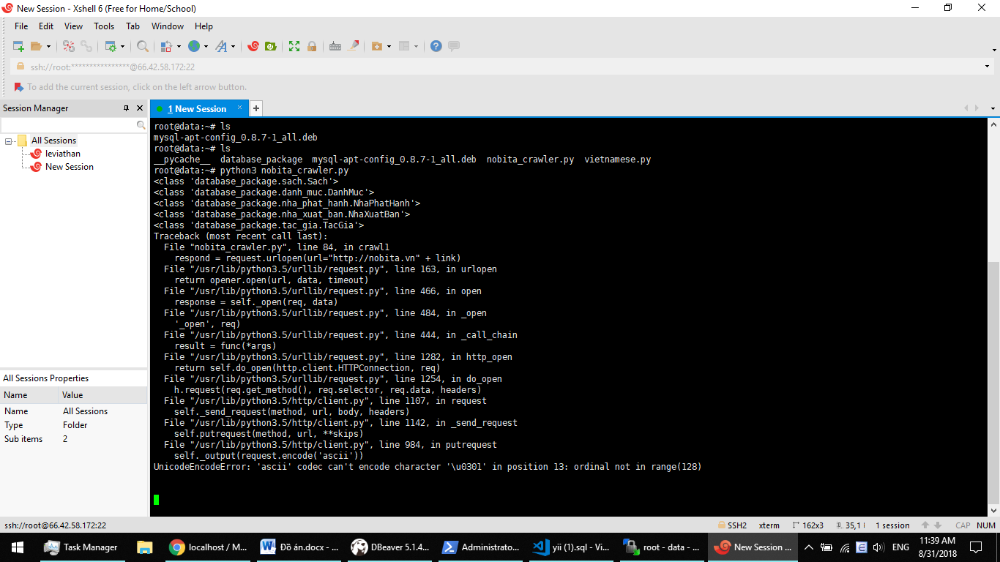 New Session - Xshell 6 (Free for Home/School)
File Edit View Tools Tab Window Help
ssh://root:****************@66.42.58.172:22
To add the current session, click on the left arrow button.
Session Manager
1 New Session
All Sessions
leviathan
New Session
root@data:~# ls
mysql-apt-config_0.8.7-1_all.deb
root@data:~# ls
__pycache__ database_package mysql-apt-config_0.8.7-1_all.deb nobita_crawler.py vietnamese.py
root@data:~# python3 nobita_crawler.py
<class 'database_package.sach.Sach'>
<class 'database_package.danh_muc.DanhMuc'>
<class 'database_package.nha_phat_hanh.NhaPhatHanh'>
<class 'database_package.nha_xuat_ban.NhaXuatBan'>
<class 'database_package.tac_gia.TacGia'>
Traceback (most recent call last):
File "nobita_crawler.py", line 84, in crawl1
respond = request.urlopen(url="http://nobita.vn" + link)
File "/usr/lib/python3.5/urllib/request.py", line 163, in urlopen
return opener.open(url, data, timeout)
File "/usr/lib/python3.5/urllib/request.py", line 466, in open
response = self._open(req, data)
File "/usr/lib/python3.5/urllib/request.py", line 484, in _open
'_open', req)
File "/usr/lib/python3.5/urllib/request.py", line 444, in _call_chain
result = func(*args)
File "/usr/lib/python3.5/urllib/request.py", line 1282, in http_open
return self.do_open(http.client.HTTPConnection, req)
File "/usr/lib/python3.5/urllib/request.py", line 1254, in do_open
h.request(req.get_method(), req.selector, req.data, headers)
File "/usr/lib/python3.5/http/client.py", line 1107, in request
self._send_request(method, url, body, headers)
File "/usr/lib/python3.5/http/client.py", line 1142, in _send_request
self.putrequest(method, url, **skips)
File "/usr/lib/python3.5/http/client.py", line 984, in putrequest
self._output(request.encode('ascii'))
UnicodeEncodeError: 'ascii' codec can't encode character '\u0301' in position 13: ordinal not in range(128)
All Sessions Properties
Name Value
Name All Sessions
Type Folder
Sub items 2
ssh://root@66.42.58.172:22 SSH2 xterm 162x3 35,1 1 session CAP NUM
Task Manager localhost / M... Đồ án.docx - ... DBeaver 5.1.4... Administrato... yii (1).sql - Vi... root - data - ... New Session ... ENG 11:39 AM
8/31/2018